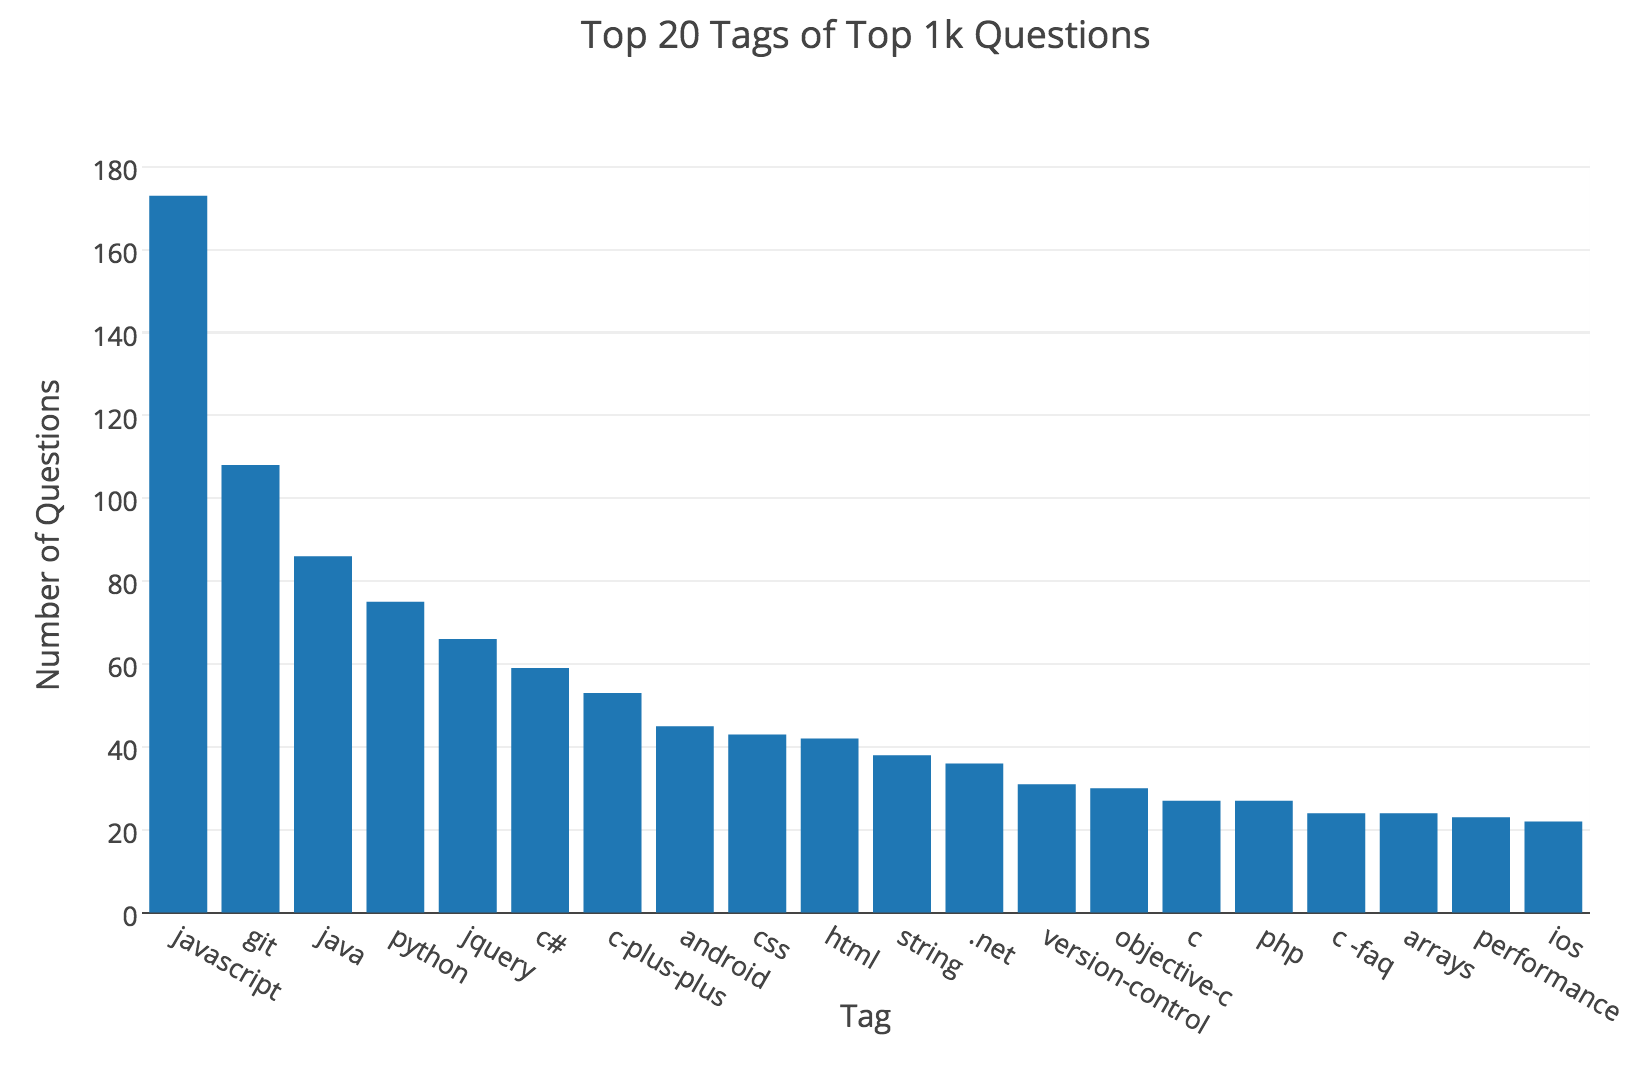 Top 20 Tags of Top 1k Questions
180
160
140
120
100
80
60
40
20
0
Number of Questions
javascript
git
java
python
jquery
c#
c-plus-plus
android
css
html
string
.net
version-control
objective-c
c
php
c -faq
arrays
performance
ios
Tag